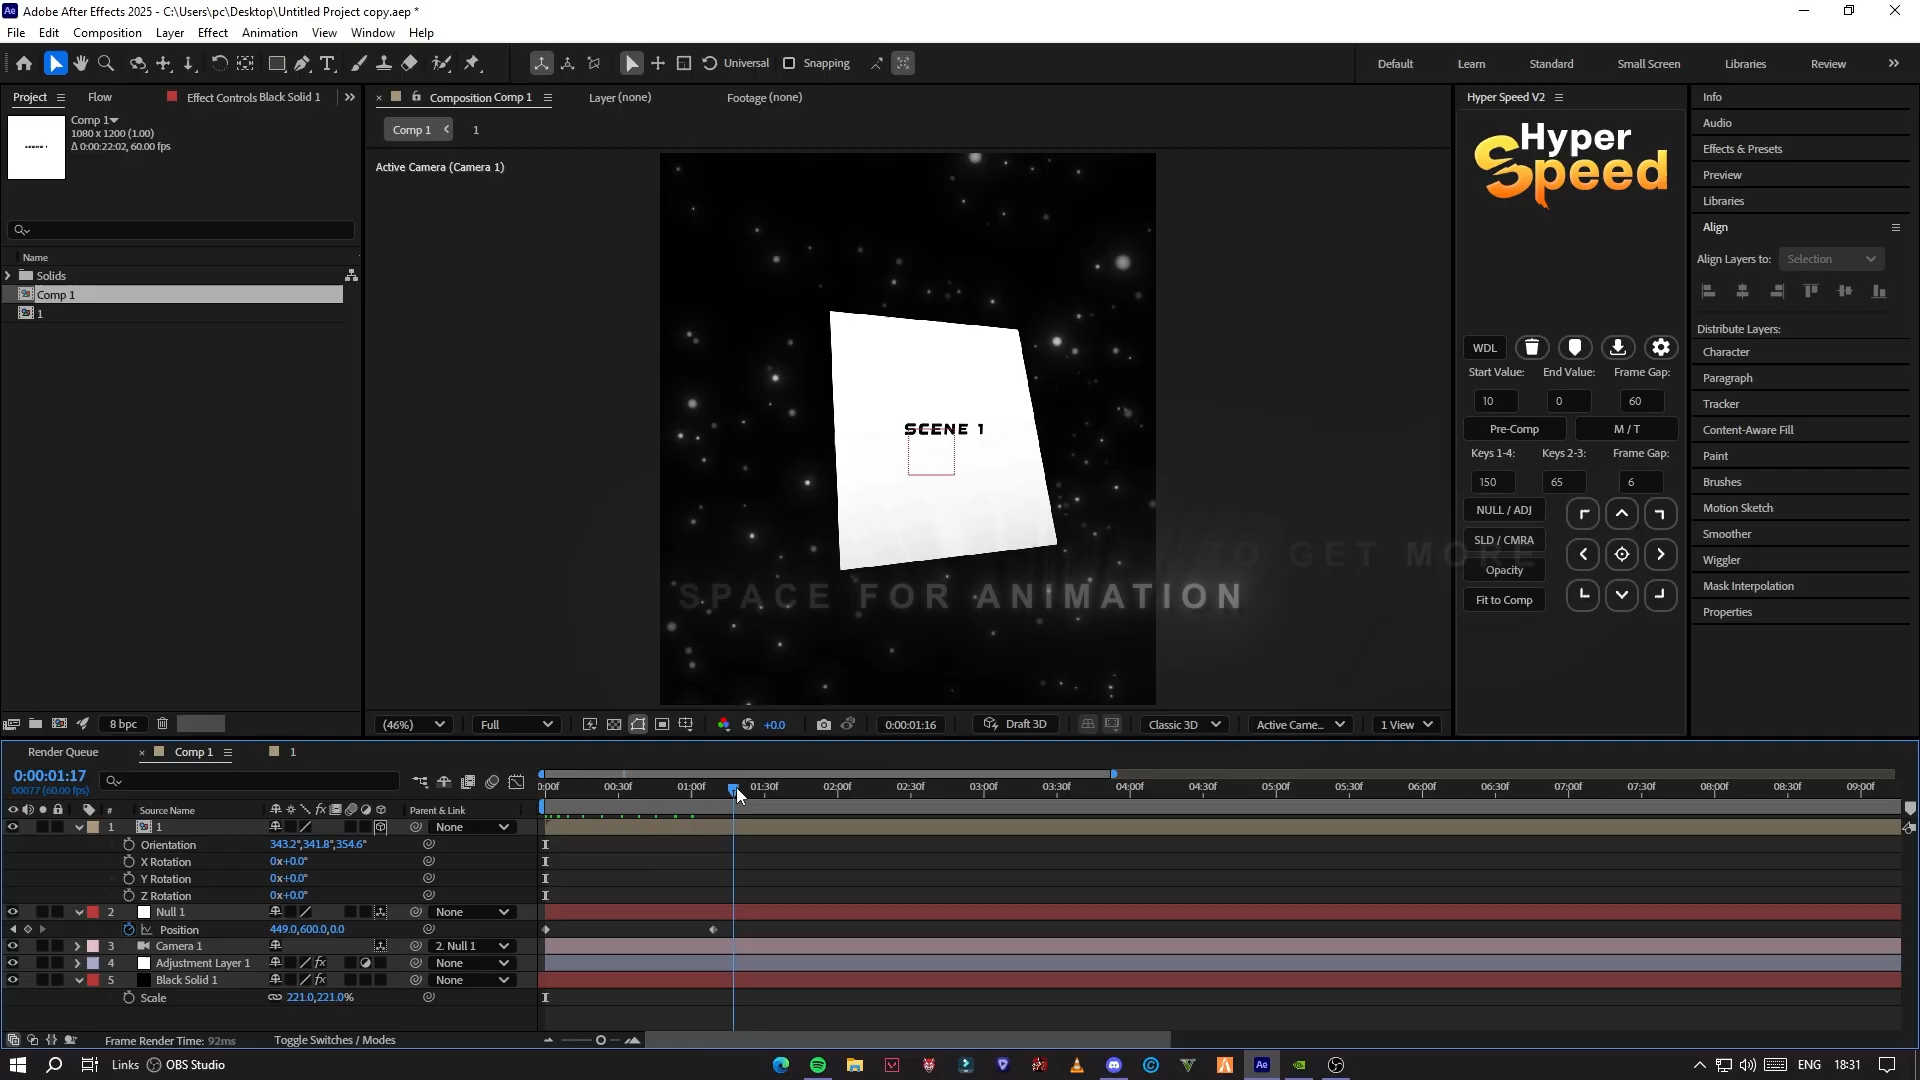 Adobe After Effects 2025 - C:\Users\pc\Desktop\Untitled Project copy.aep *
File Edit Composition Layer Effect Animation View Window Help
Universal Snapping
Default Learn Standard Small Screen Libraries Review
Project Flow Effect Controls Black Solid 1
Comp 1
1080 x 1200 (1.00)
Δ 0:00:22:02, 60.00 fps
SCENE 1
Name
Solids
Comp 1
1
Composition Comp 1 Layer (none) Footage (none)
Comp 1 1
Active Camera (Camera 1)
SCENE 1
TO GET MORE
SPACE FOR ANIMATION
8 bpc
(46%) Full +0.0 0:00:01:16 Draft 3D Classic 3D Active Came... 1 View
Hyper Speed V2
Hyper
Speed
WDL
Start Value: End Value: Frame Gap:
10 0 60
Pre-Comp M / T
Keys 1-4: Keys 2-3: Frame Gap:
150 65 6
NULL / ADJ
SLD / CMRA
Opacity
Fit to Comp
Info
Audio
Effects & Presets
Preview
Libraries
Align
Align Layers to: Selection
Distribute Layers:
Character
Paragraph
Tracker
Content-Aware Fill
Paint
Brushes
Motion Sketch
Smoother
Wiggler
Mask Interpolation
Properties
Render Queue Comp 1 1
0:00:01:17
00077 (60.00 fps)
0:00f 00:30f 01:00f 01:30f 02:00f 02:30f 03:00f 03:30f 04:00f 04:30f 05:00f 05:30f 06:00f 06:30f 07:00f 07:30f 08:00f 08:30f 09:00f
# Source Name fx Parent & Link
1 1 None
Orientation 343.2°,341.8°,354.6°
X Rotation 0x+0.0°
Y Rotation 0x+0.0°
Z Rotation 0x+0.0°
2 Null 1 None
Position 449.0,600.0,0.0
3 Camera 1 2. Null 1
4 Adjustment Layer 1 fx None
5 Black Solid 1 fx None
Scale 221.0,221.0%
Frame Render Time: 92ms Toggle Switches / Modes
Links OBS Studio Ae ENG 18:31